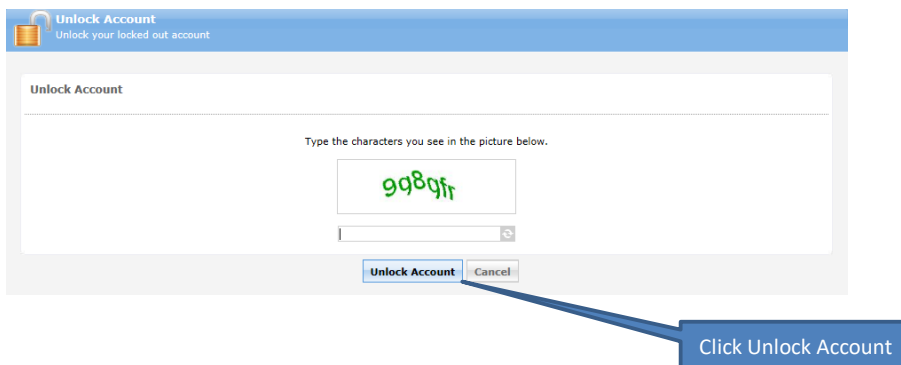 Unlock Account
Unlock your locked out account
Unlock Account
Type the characters you see in the picture below.
Unlock Account
Cancel
Click Unlock Account